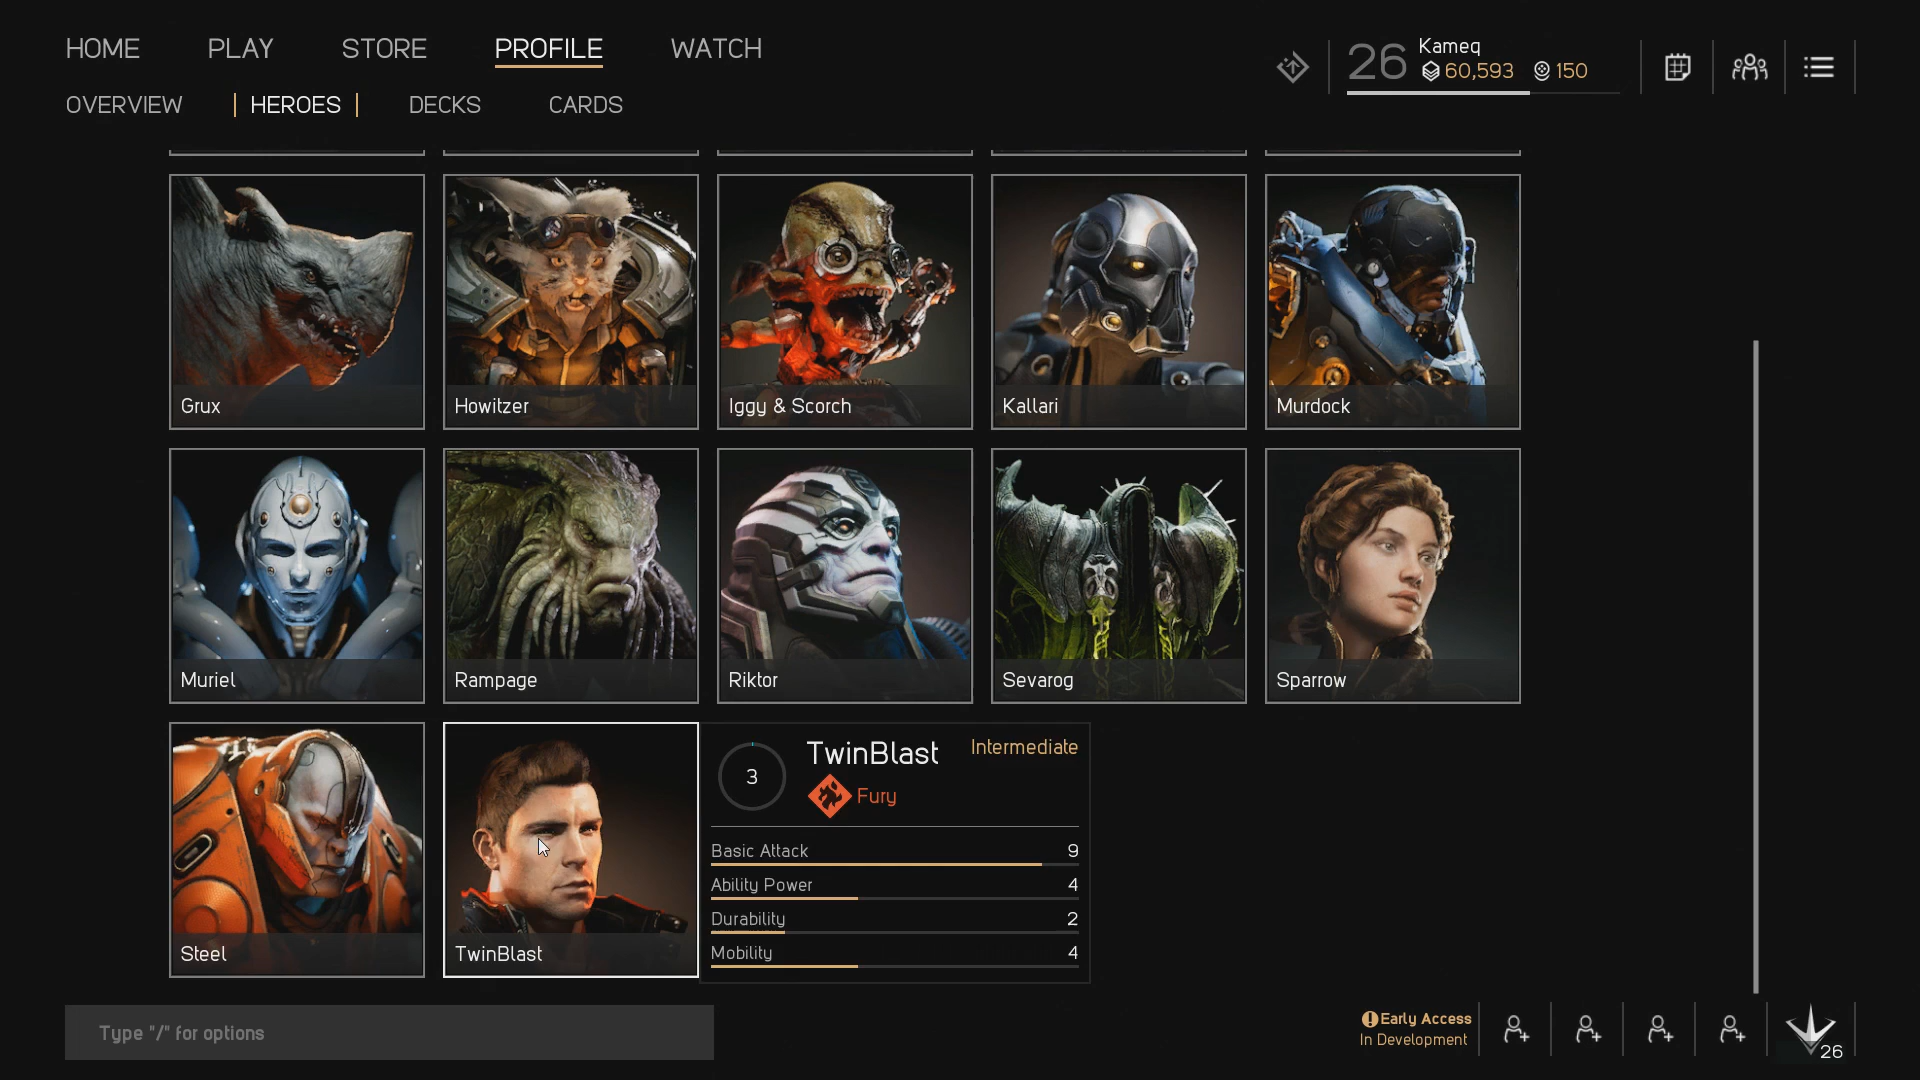 HOME PLAY STORE PROFILE WATCH
26 Kameq
60,593 150
OVERVIEW HEROES DECKS CARDS
Grux Howitzer Iggy & Scorch Kallari Murdock
Muriel Rampage Riktor Sevarog Sparrow
Steel TwinBlast
3 TwinBlast Intermediate
Fury
Basic Attack 9
Ability Power 4
Durability 2
Mobility 4
Type "/" for options
Early Access
In Development
26